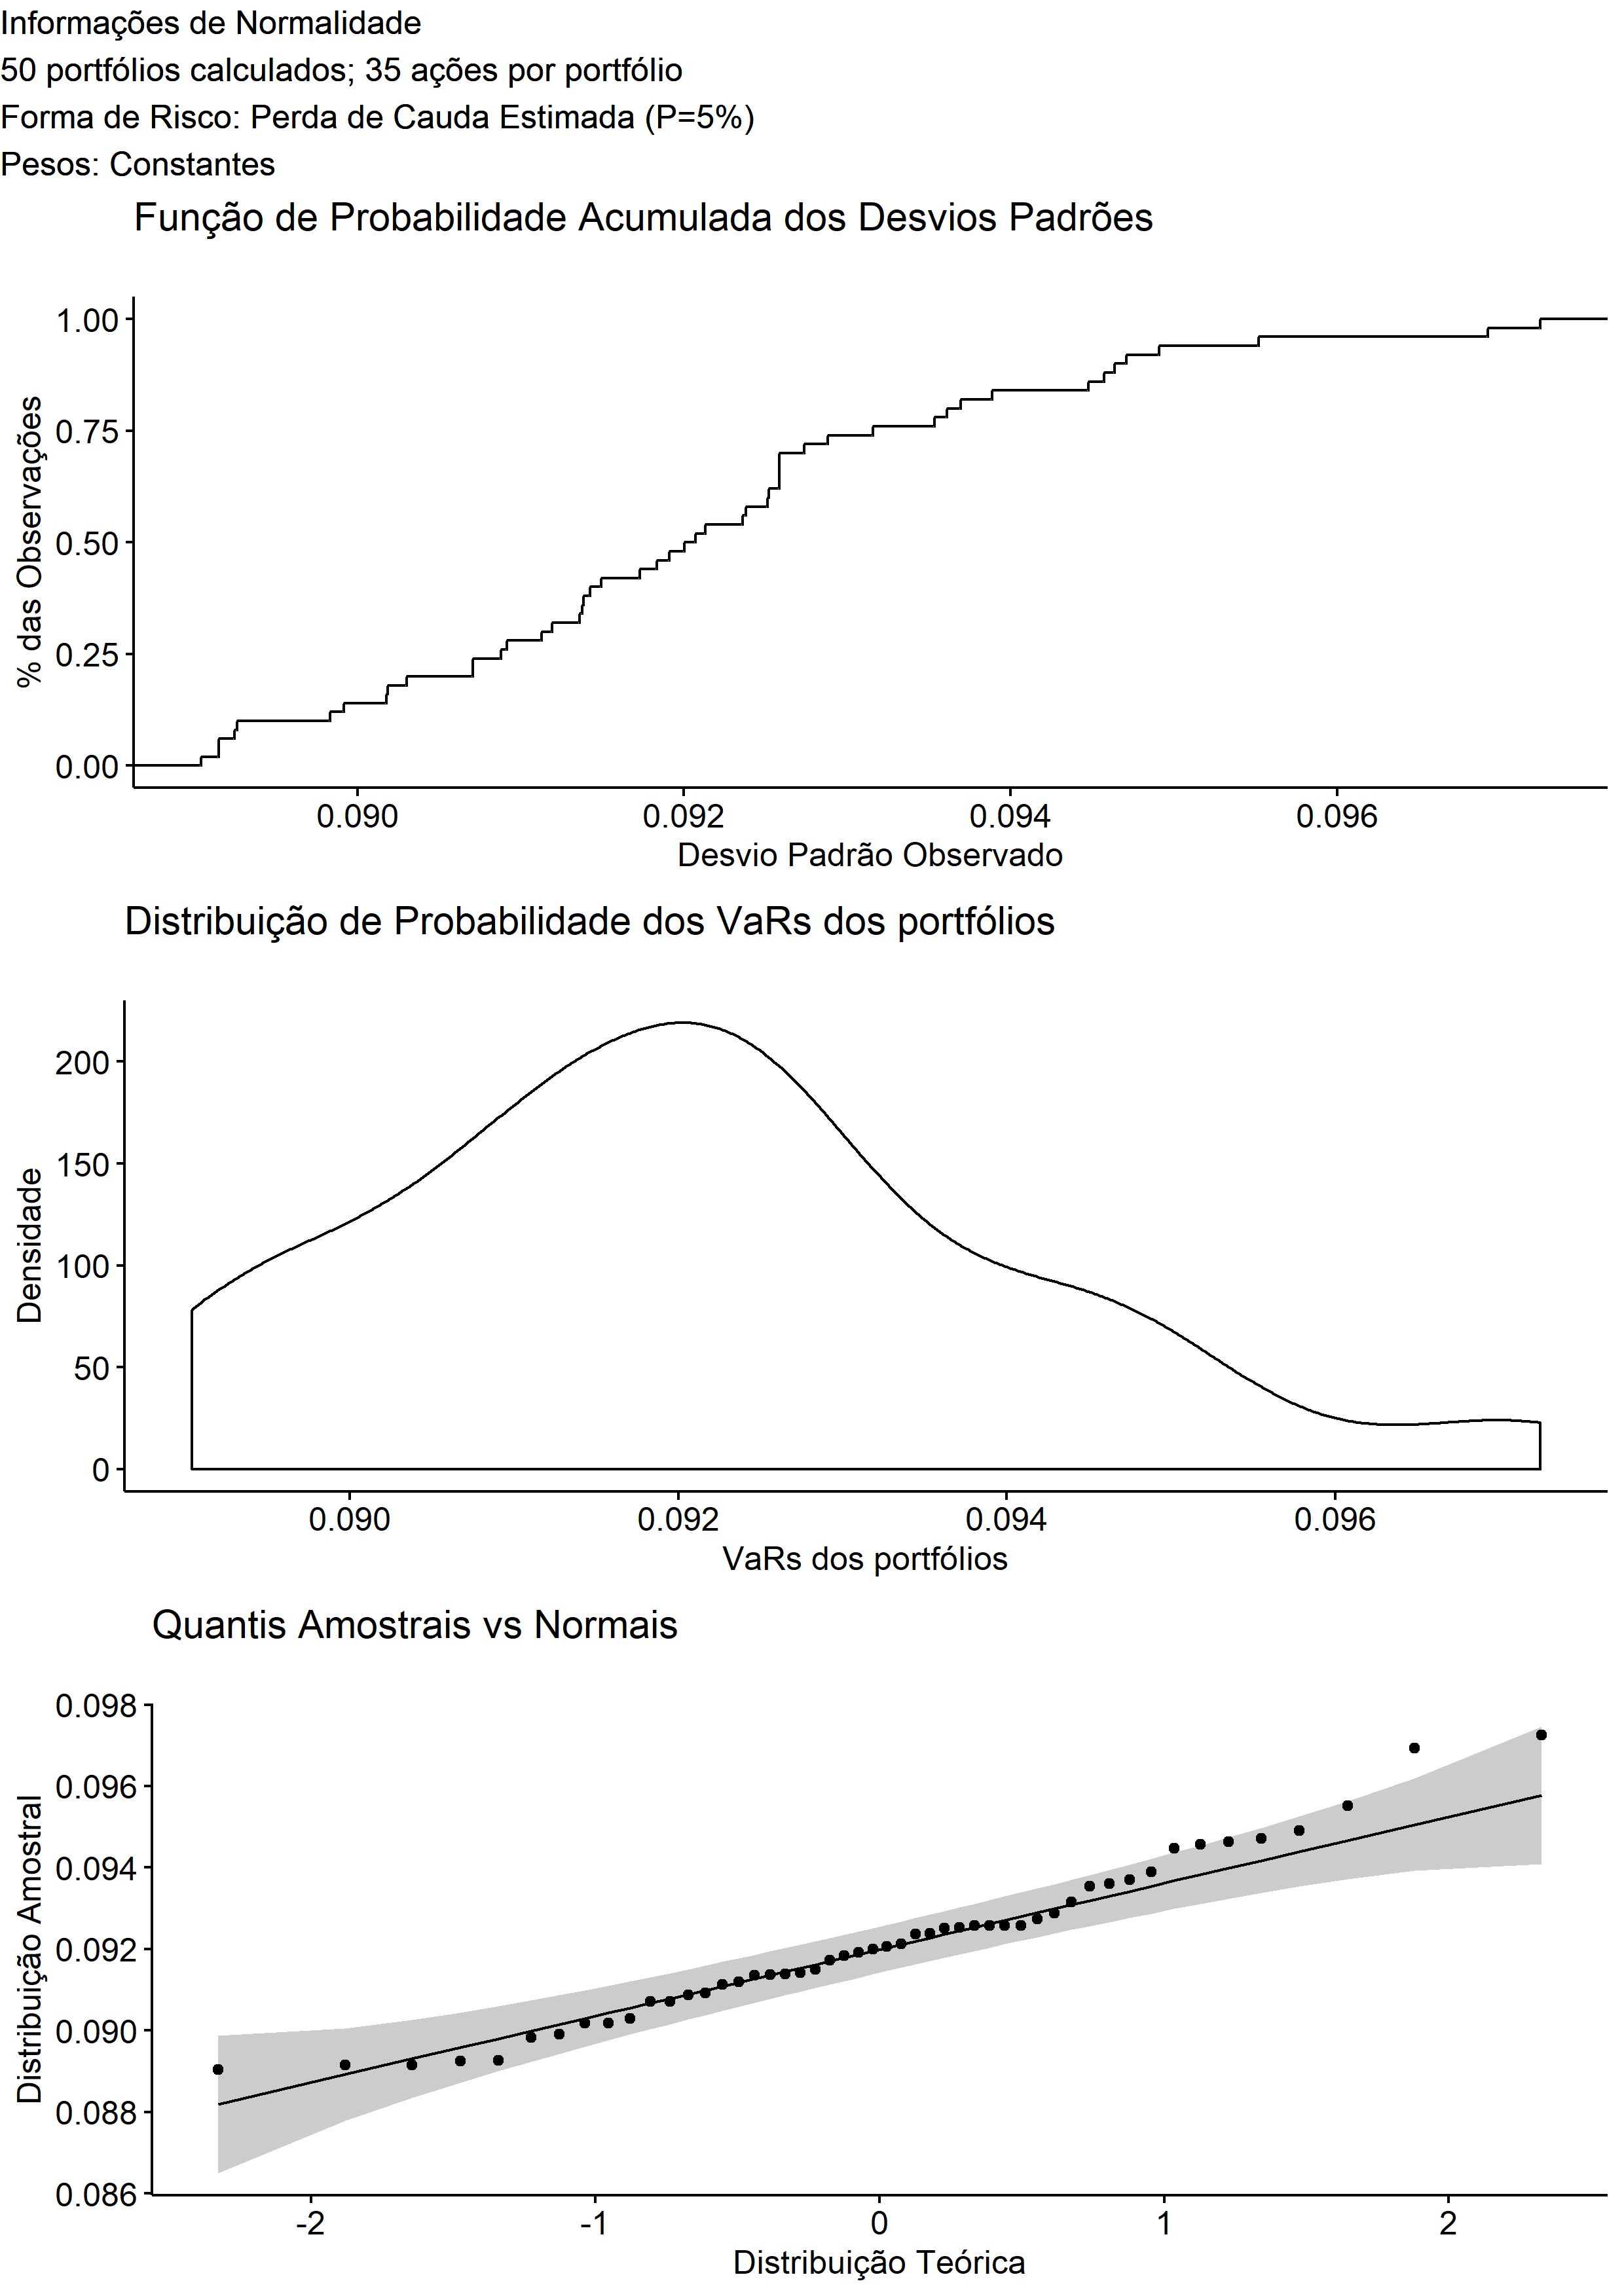 Informações de Normalidade
50 portfólios calculados; 35 ações por portfólio
Forma de Risco: Perda de Cauda Estimada (P=5%)
Pesos: Constantes
Função de Probabilidade Acumulada dos Desvios Padrões
1.00
0.75
0.50
0.25
0.00
% das Observações
0.090 0.092 0.094 0.096
Desvio Padrão Observado
Distribuição de Probabilidade dos VaRs dos portfólios
200
150
100
50
0
Densidade
0.090 0.092 0.094 0.096
VaRs dos portfólios
Quantis Amostrais vs Normais
0.098
0.096
0.094
0.092
0.090
0.088
0.086
Distribuição Amostral
-2 -1 0 1 2
Distribuição Teórica